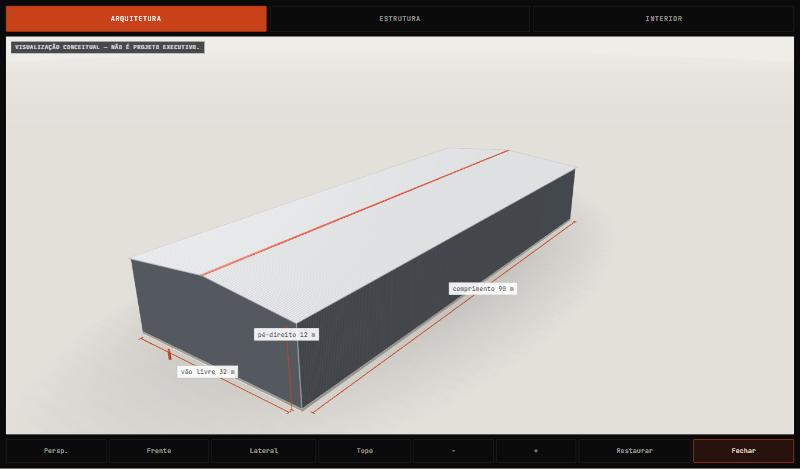 ARQUITETURA
ESTRUTURA
INTERIOR
VISUALIZAÇÃO CONCEITUAL — NÃO É PROJETO EXECUTIVO.
comprimento 90 m
pé-direito 12 m
vão livre 32 m
Persp.
Frente
Lateral
Topo
-
+
Restaurar
Fechar